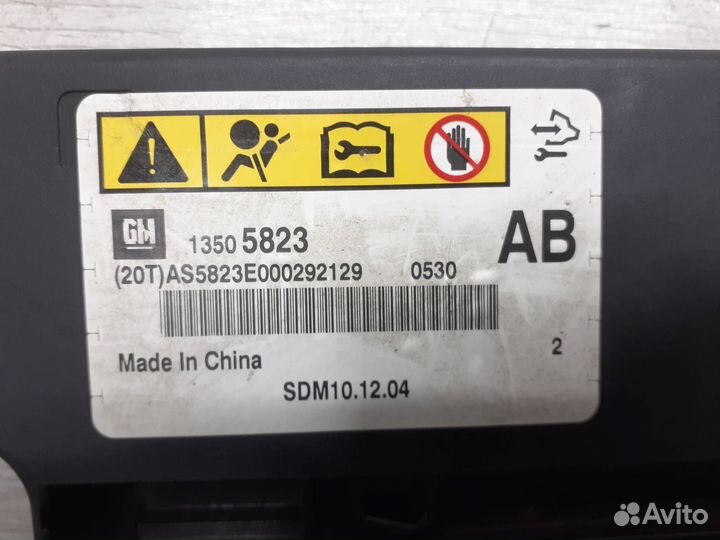 GM 1350 5823 AB
(20T)AS5823E000292129 0530
Made In China 2
SDM10.12.04
Avito